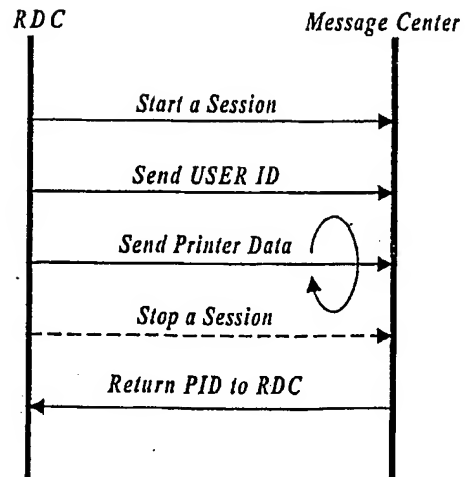 RDC
Message Center
Start a Session
Send USER ID
Send Printer Data
Stop a Session
Return PID to RDC